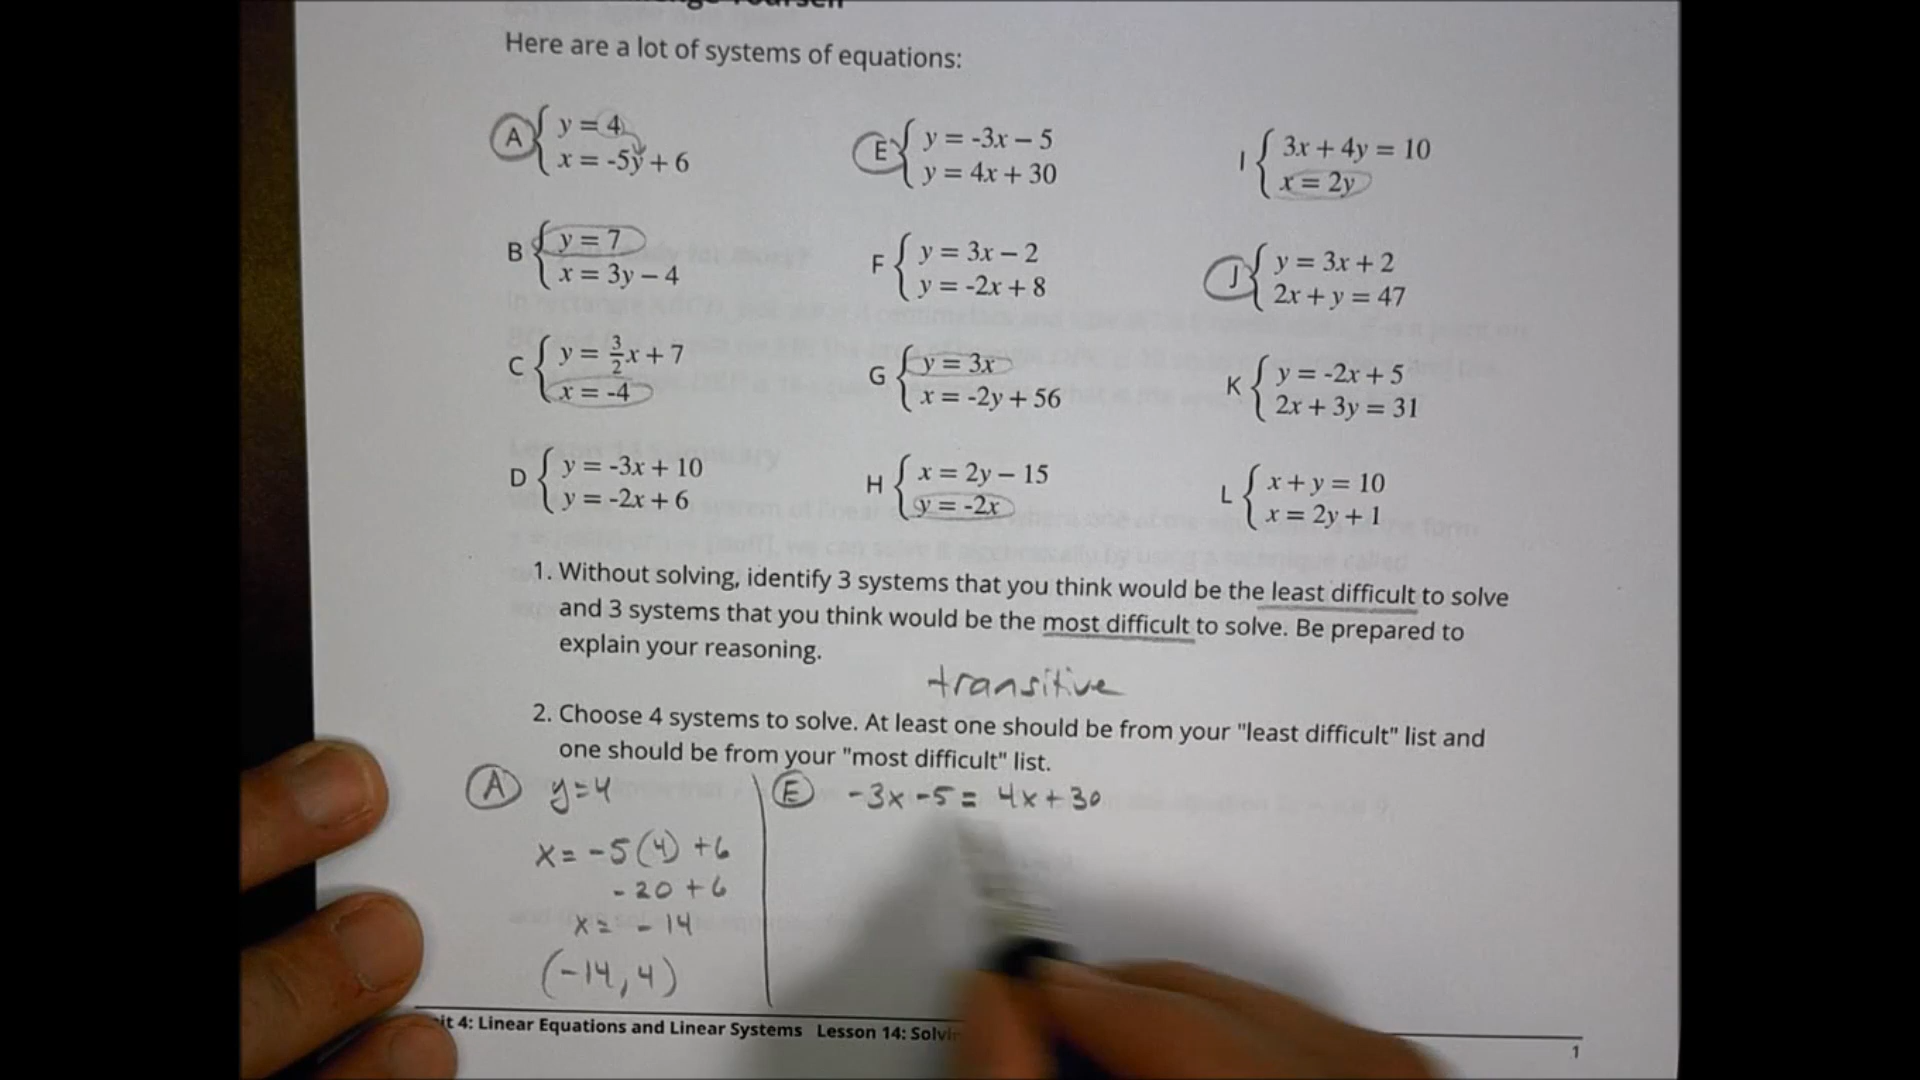 Here are a lot of systems of equations:
A { y = 4
x = -5y + 6
B { y = 7
x = 3y – 4
C { y = 3/2 x + 7
x = -4
D { y = -3x + 10
y = -2x + 6
E { y = -3x – 5
y = 4x + 30
F { y = 3x – 2
y = -2x + 8
G { y = 3x
x = -2y + 56
H { x = 2y – 15
y = -2x
I { 3x + 4y = 10
x = 2y
J { y = 3x + 2
2x + y = 47
K { y = -2x + 5
2x + 3y = 31
L { x + y = 10
x = 2y + 1
1. Without solving, identify 3 systems that you think would be the least difficult to solve
and 3 systems that you think would be the most difficult to solve. Be prepared to
explain your reasoning.
transitive
2. Choose 4 systems to solve. At least one should be from your "least difficult" list and
one should be from your "most difficult" list.
A y=4
x = -5(4) +6
-20 +6
x = -14
(-14, 4)
E -3x -5 = 4x + 30
4: Linear Equations and Linear Systems Lesson 14:
1